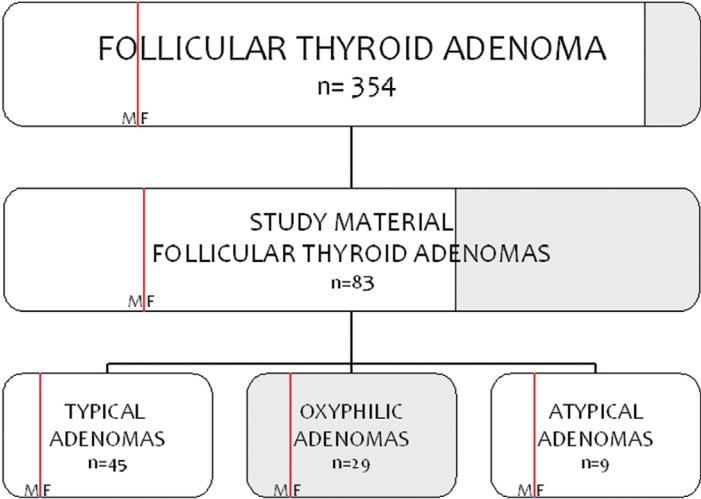 FOLLICULAR THYROID ADENOMA
n= 354
M F
STUDY MATERIAL
FOLLICULAR THYROID ADENOMAS
n=83
M F
TYPICAL
ADENOMAS
n=45
M F
OXYPHILIC
ADENOMAS
n=29
M F
ATYPICAL
ADENOMAS
n=9
M F